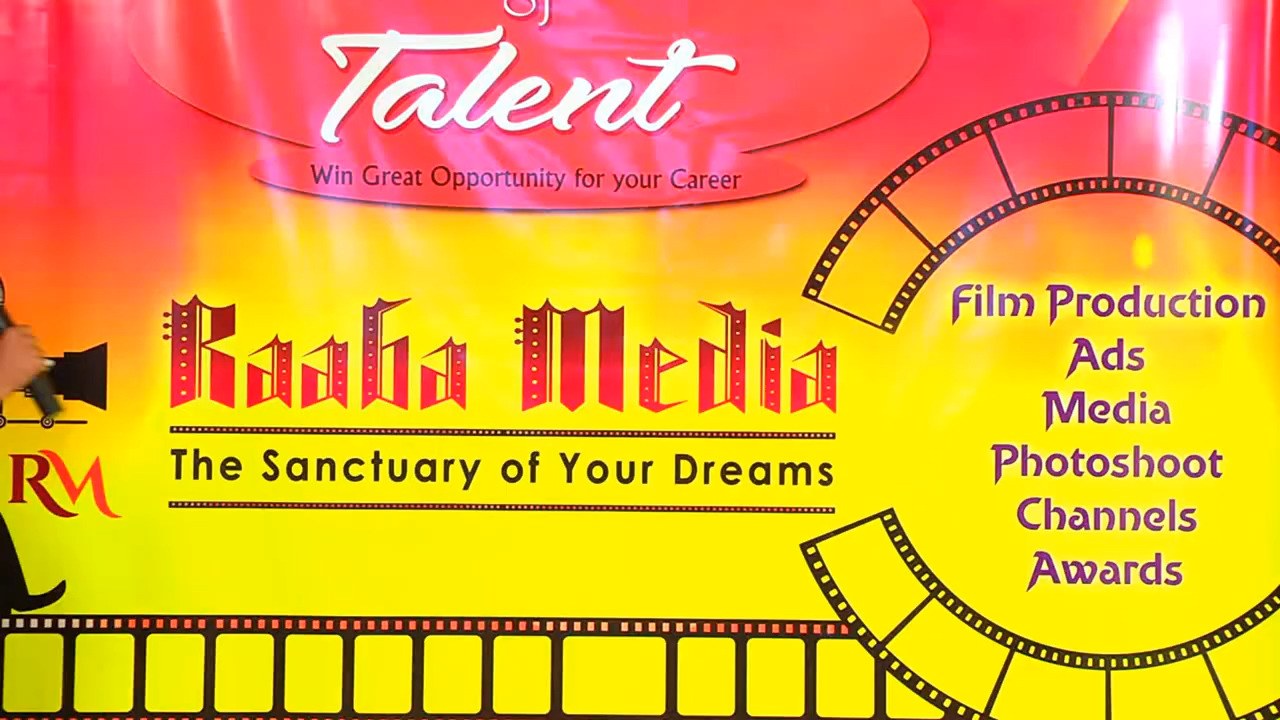 of
Talent
Win Great Opportunity for your Career
Raaba Media
The Sanctuary of Your Dreams
RM
Film Production
Ads
Media
Photoshoot
Channels
Awards